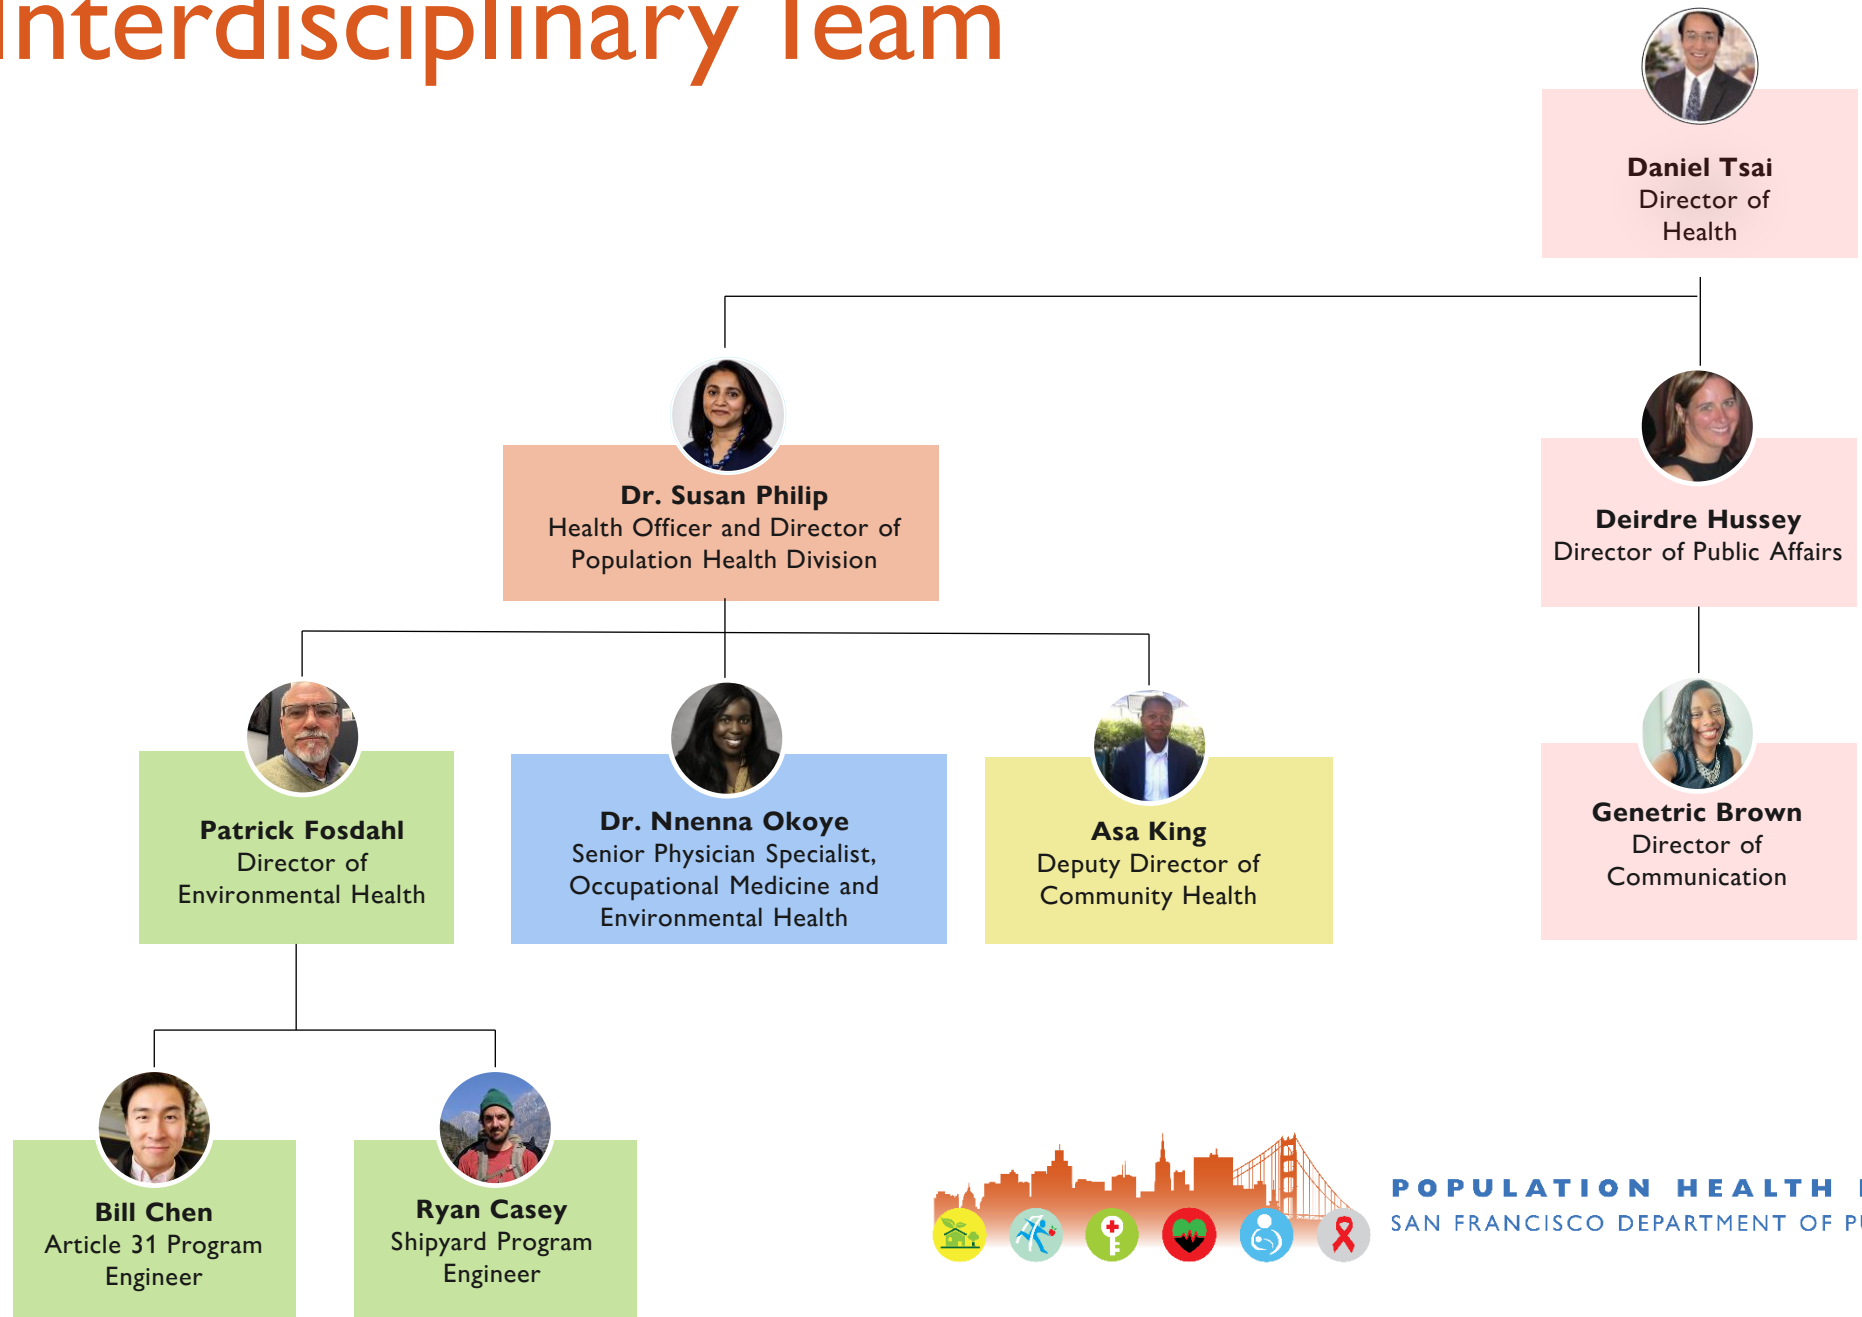 Interdisciplinary Team
Daniel Tsai
Director of
Health
Dr. Susan Philip
Health Officer and Director of
Population Health Division
Deirdre Hussey
Director of Public Affairs
Patrick Fosdahl
Director of
Environmental Health
Dr. Nnenna Okoye
Senior Physician Specialist,
Occupational Medicine and
Environmental Health
Asa King
Deputy Director of
Community Health
Genetric Brown
Director of
Communication
Bill Chen
Article 31 Program
Engineer
Ryan Casey
Shipyard Program
Engineer
POPULATION HEALTH
SAN FRANCISCO DEPARTMENT OF